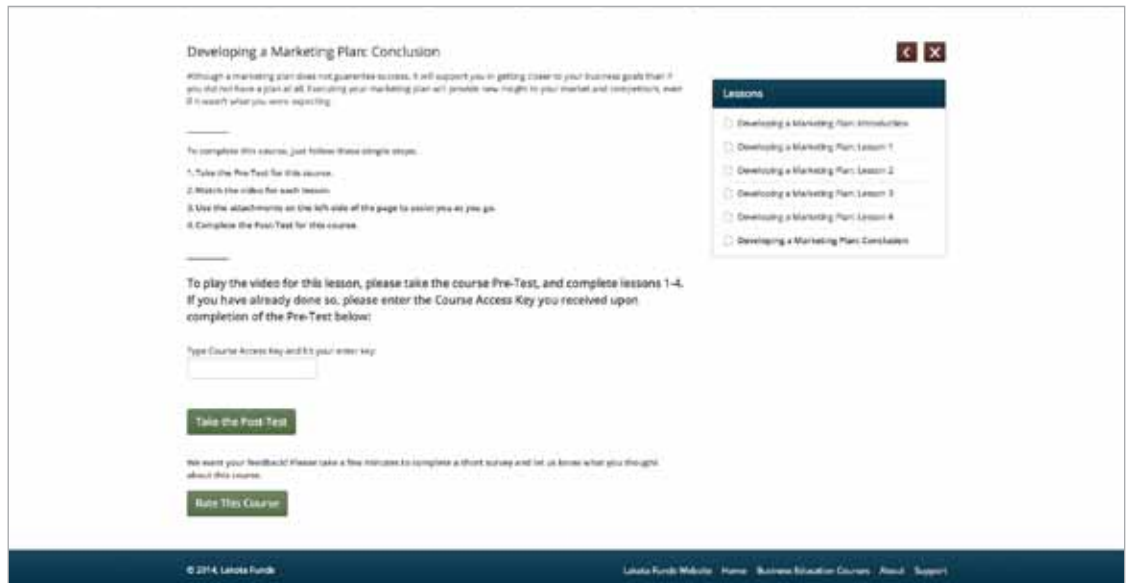 Developing a Marketing Plan: Conclusion
Although a marketing plan does not guarantee success, it will support you in getting closer to your business goals than if
you did not have a plan at all. Executing your marketing plan will provide new insight to your market and competitors, even
if it wasn't what you were expecting.
To complete this course, just follow these simple steps:
1. Take the Pre-Test for this course.
2. Watch the video for each lesson.
3. Use the attachments on the left side of the page to assist you as you go.
4. Complete the Post-Test for this course.
To play the video for this lesson, please take the course Pre-Test, and complete lessons 1-4.
If you have already done so, please enter the Course Access Key you received upon
completion of the Pre-Test below:
Type Course Access Key and hit your enter key:
Take the Post-Test
We want your feedback! Please take a few minutes to complete a short survey and let us know what you thought
about this course.
Rate This Course
Lessons
Developing a Marketing Plan: Introduction
Developing a Marketing Plan: Lesson 1
Developing a Marketing Plan: Lesson 2
Developing a Marketing Plan: Lesson 3
Developing a Marketing Plan: Lesson 4
Developing a Marketing Plan: Conclusion
© 2014, Lakota Funds
Lakota Funds Website Home Business Education Courses About Support